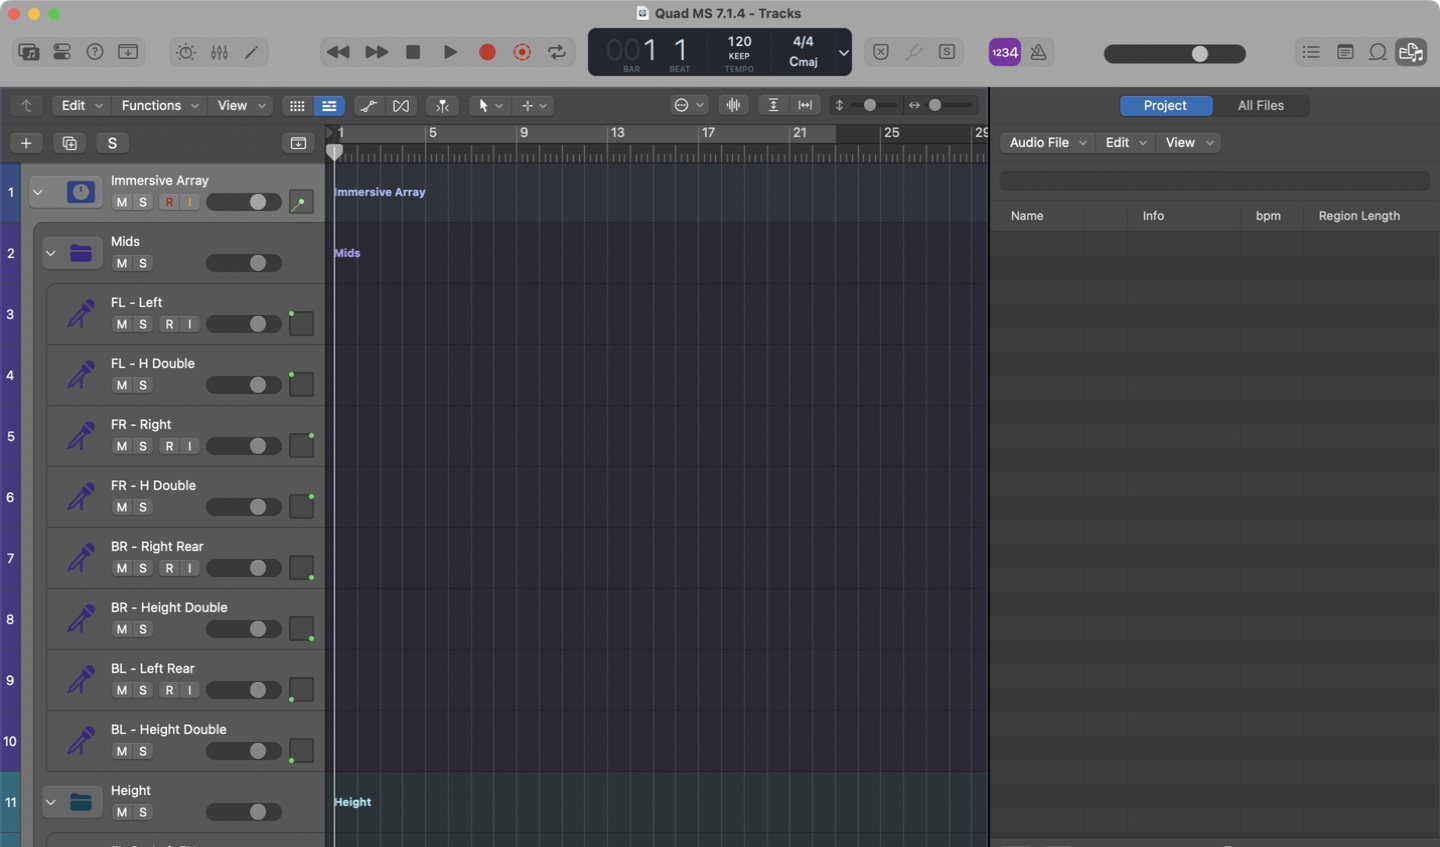 Quad MS 7.1.4 - Tracks
001 1
BAR BEAT
120
KEEP
TEMPO
4/4
Cmaj
S
1234
Edit Functions View
S
1 5 9 13 17 21 25 29
Project All Files
Audio File Edit View
Name Info bpm Region Length
1 Immersive Array
M S R I
Immersive Array
2 Mids
M S
Mids
3 FL - Left
M S R I
4 FL - H Double
M S
5 FR - Right
M S R I
6 FR - H Double
M S
7 BR - Right Rear
M S R I
8 BR - Height Double
M S
9 BL - Left Rear
M S R I
10 BL - Height Double
M S
11 Height
M S
Height